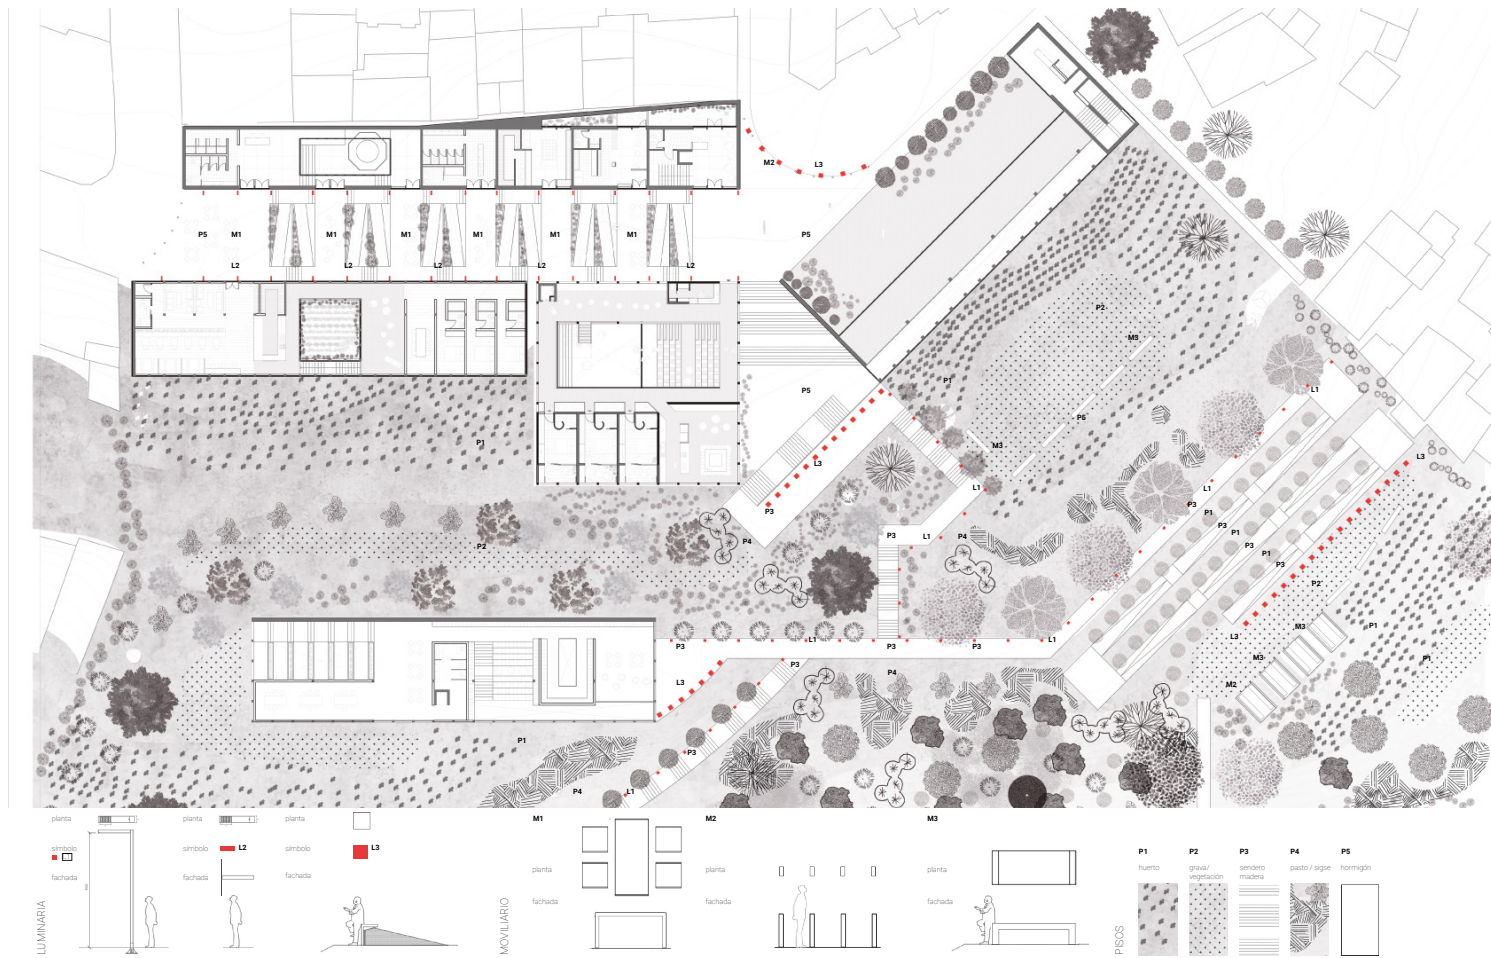 M2
L3
P5
M1
M1
M1
M1
M1
M1
P5
L2
L2
L2
L2
L2
P2
M3
P1
L1
P5
P5
P1
M3
L3
L3
L1
L1
P3
P3
P1
P3
P2
P4
P3
L1
P4
P1
P3
P1
P3
P2
P1
L3
P3
L1
P3
P3
L1
M3
P3
P4
M3
P1
L3
M2
P1
P3
P4
L1
planta
planta
planta
M1
M2
M3
símbolo
L1
símbolo
L2
símbolo
L3
P1
P2
P3
P4
P5
fachada
fachada
fachada
planta
planta
planta
huerto
grava/
vegetación
sendero
madera
pasto / sigse
hormigón
fachada
fachada
fachada
LUMINARIA
MOVILIARIO
PISOS